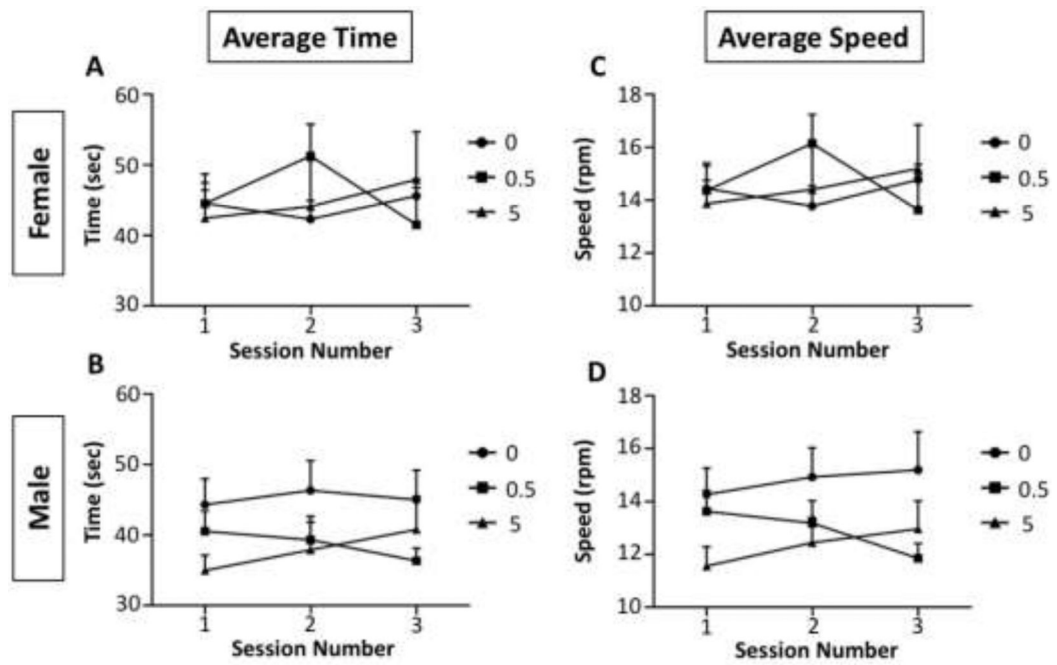 Average Time
Average Speed
Female
Male
A
60
50
40
30
Time (sec)
1 2 3
Session Number
0
0.5
5
C
18
16
14
12
10
Speed (rpm)
1 2 3
Session Number
0
0.5
5
B
60
50
40
30
Time (sec)
1 2 3
Session Number
0
0.5
5
D
18
16
14
12
10
Speed (rpm)
1 2 3
Session Number
0
0.5
5